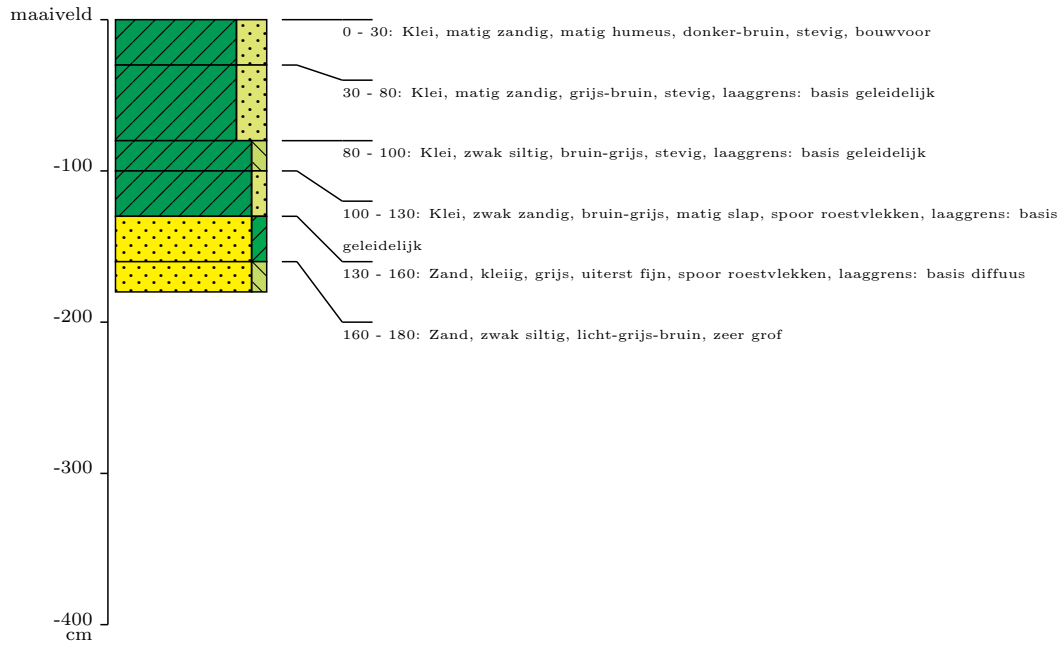 maaiveld
0 - 30: Klei, matig zandig, matig humeus, donker-bruin, stevig, bouwvoor
30 - 80: Klei, matig zandig, grijs-bruin, stevig, laaggrens: basis geleidelijk
80 - 100: Klei, zwak siltig, bruin-grijs, stevig, laaggrens: basis geleidelijk
-100
100 - 130: Klei, zwak zandig, bruin-grijs, matig slap, spoor roestvlekken, laaggrens: basis
geleidelijk
130 - 160: Zand, kleiig, grijs, uiterst fijn, spoor roestvlekken, laaggrens: basis diffuus
-200
160 - 180: Zand, zwak siltig, licht-grijs-bruin, zeer grof
-300
-400
cm